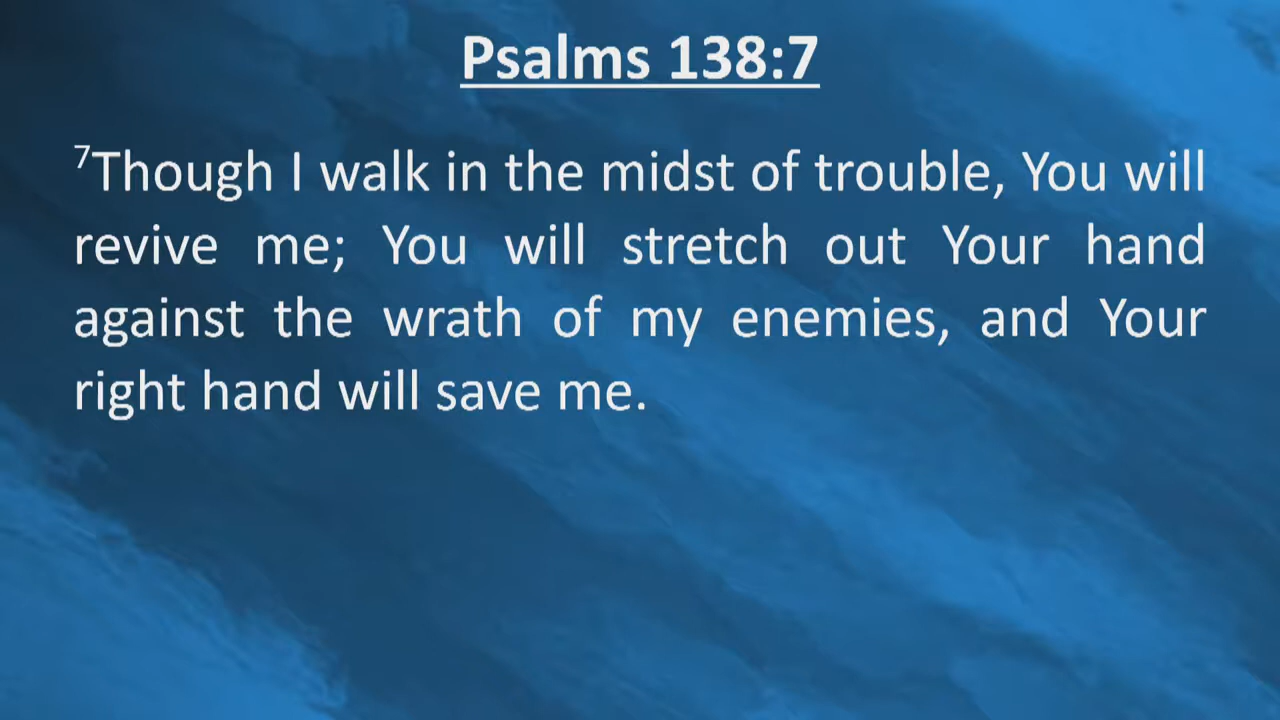 Psalms 138:7
⁷Though I walk in the midst of trouble, You will
revive me; You will stretch out Your hand
against the wrath of my enemies, and Your
right hand will save me.